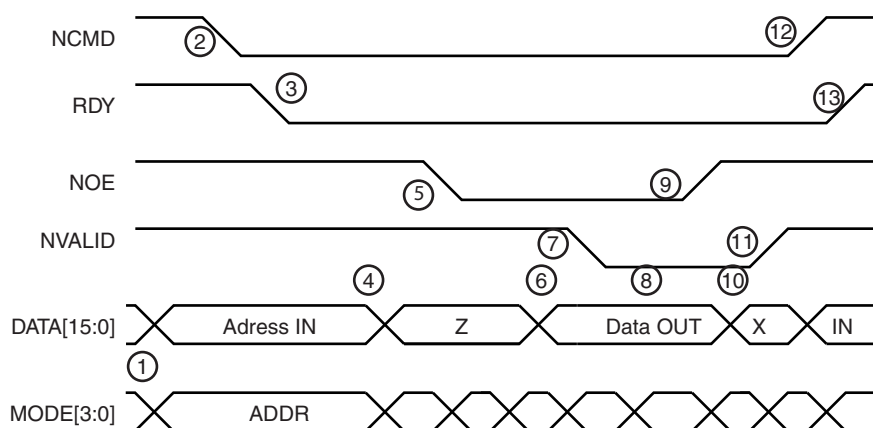 NCMD ② ⑫
RDY ③ ⑬
NOE ⑤ ⑨
NVALID ⑦ ⑪
④ ⑥ ⑧ ⑩
DATA[15:0] Adress IN Z Data OUT X IN
①
MODE[3:0] ADDR